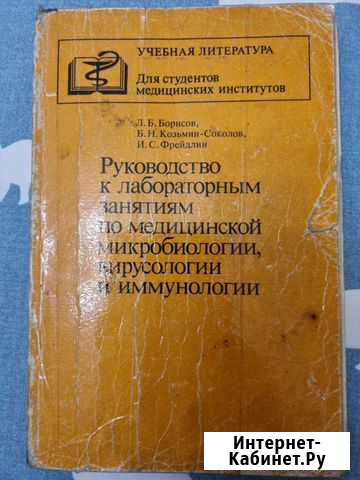 УЧЕБНАЯ ЛИТЕРАТУРА
Для студентов
медицинских институтов
Л. Б. Борисов,
Б. Н. Козьмин-Соколов,
И. С. Фрейдлин
Руководство
к лабораторным
занятиям
по медицинской
микробиологии,
вирусологии
и иммунологии
Интернет-
Кабинет.Ру